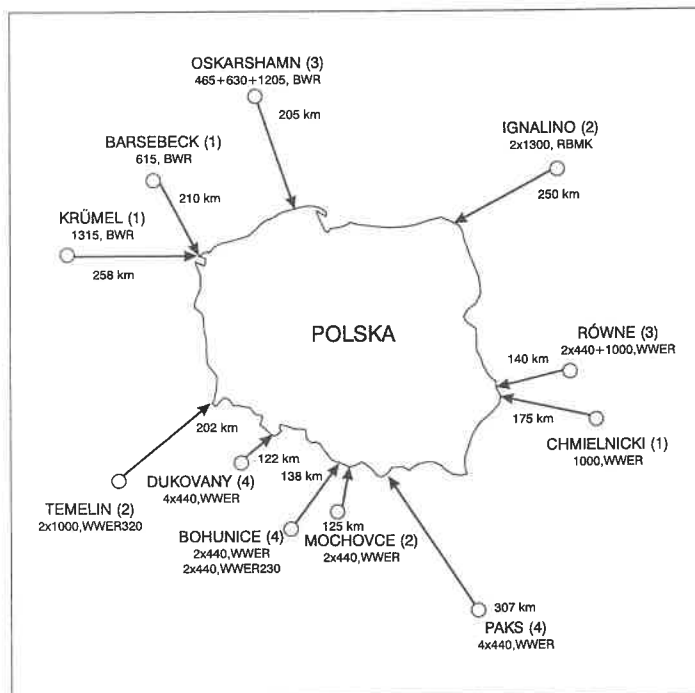 OSKARSHAMN (3)
465+630+1205, BWR
205 km
BARSEBECK (1)
615, BWR
210 km
IGNALINO (2)
2x1300, RBMK
250 km
KRÜMEL (1)
1315, BWR
258 km
POLSKA
RÓWNE (3)
2x440+1000,WWER
140 km
175 km
CHMIELNICKI (1)
1000,WWER
202 km
TEMELIN (2)
2x1000,WWER320
122 km
DUKOVANY (4)
4x440,WWER
138 km
BOHUNICE (4)
2x440,WWER
2x440,WWER230
125 km
MOCHOVCE (2)
2x440,WWER
307 km
PAKS (4)
4x440,WWER